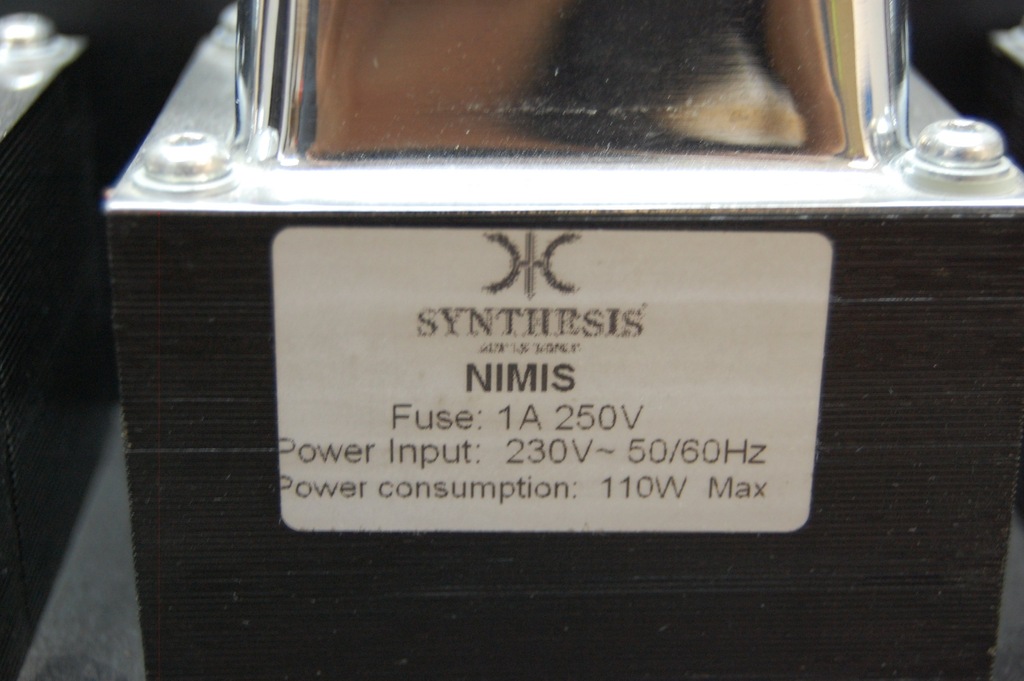 SYNTHESIS
NIMIS
Fuse: 1A 250V
Power Input: 230V~ 50/60Hz
Power consumption: 110W Max